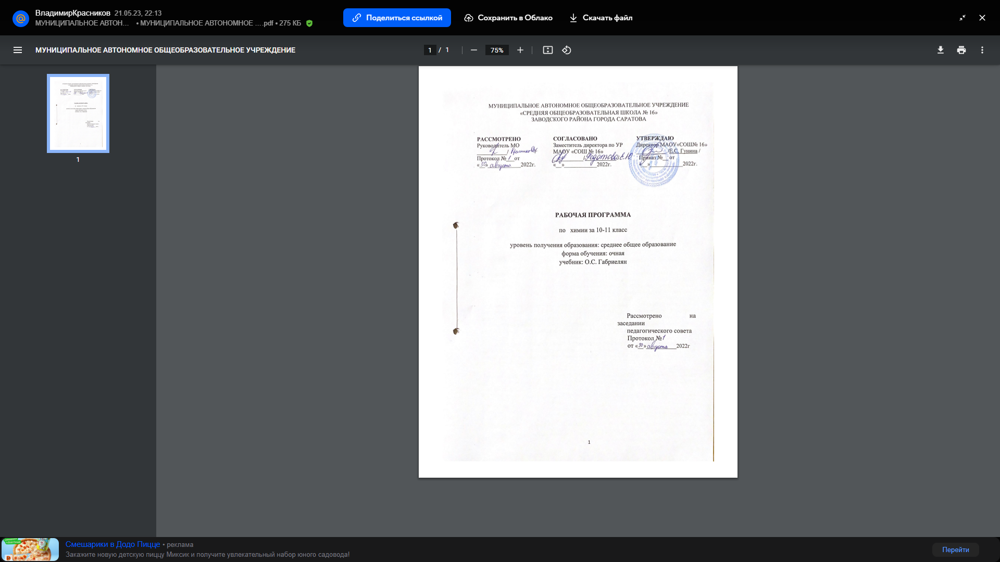 ВладимирКрасников 21.05.23, 22:13
МУНИЦИПАЛЬНОЕ АВТОН... • МУНИЦИПАЛЬНОЕ АВТОНОМНОЕ ....pdf • 275 КБ
Поделиться ссылкой
Сохранить в Облако
Скачать файл
МУНИЦИПАЛЬНОЕ АВТОНОМНОЕ ОБЩЕОБРАЗОВАТЕЛЬНОЕ УЧРЕЖДЕНИЕ
1 / 1
75%
1
МУНИЦИПАЛЬНОЕ АВТОНОМНОЕ ОБЩЕОБРАЗОВАТЕЛЬНОЕ УЧРЕЖДЕНИЕ
«СРЕДНЯЯ ОБЩЕОБРАЗОВАТЕЛЬНАЯ ШКОЛА № 16»
ЗАВОДСКОГО РАЙОНА ГОРОДА САРАТОВА
РАССМОТРЕНО
Руководитель МО
Протокол № 1 от
«30» августа 2022г.
СОГЛАСОВАНО
Заместитель директора по УР
МАОУ «СОШ № 16»
/Федотова Е.Ю
«__»____________2022г.
УТВЕРЖДАЮ
Директор МАОУ«СОШ№ 16»
/Е.С. Гунина /
Приказ №__ от
«__»____________2022г.
РАБОЧАЯ ПРОГРАММА
по химии за 10-11 класс
уровень получения образования: среднее общее образование
форма обучения: очная
учебник: О.С. Габриелян
Рассмотрено на
заседании
педагогического совета
Протокол №1
от «30» августа 2022г
1
Смешарики в Додо Пицце • реклама
Закажите новую детскую пиццу Миксик и получите увлекательный набор юного садовода!
Перейти